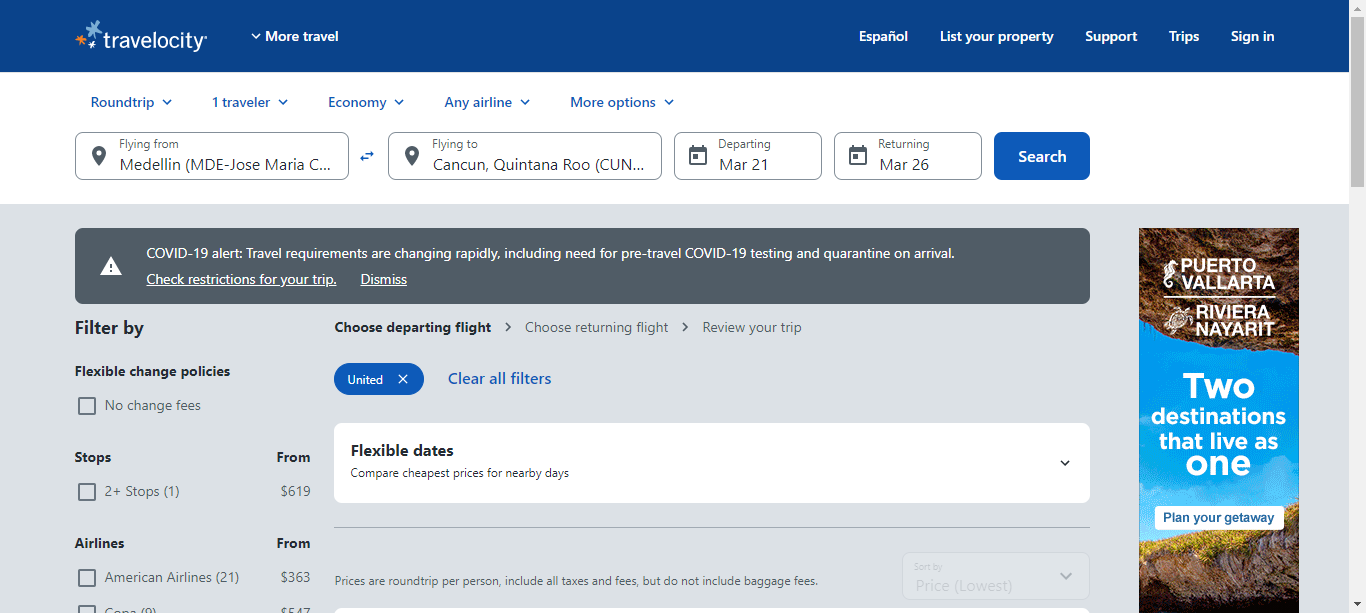 travelocity
More travel
Español
List your property
Support
Trips
Sign in
Roundtrip
1 traveler
Economy
Any airline
More options
Flying from
Medellin (MDE-Jose Maria C...
Flying to
Cancun, Quintana Roo (CUN...
Departing
Mar 21
Returning
Mar 26
Search
COVID-19 alert: Travel requirements are changing rapidly, including need for pre-travel COVID-19 testing and quarantine on arrival.
Check restrictions for your trip. Dismiss
Filter by
Flexible change policies
No change fees
Stops From
2+ Stops (1) $619
Airlines From
American Airlines (21) $363
Copa (9) $547
Choose departing flight
Choose returning flight
Review your trip
United
Clear all filters
Flexible dates
Compare cheapest prices for nearby days
Prices are roundtrip per person, include all taxes and fees, but do not include baggage fees.
Sort by
Price (Lowest)
PUERTO
VALLARTA
RIVIERA
NAYARIT
Two
destinations
that live as
one
Plan your getaway